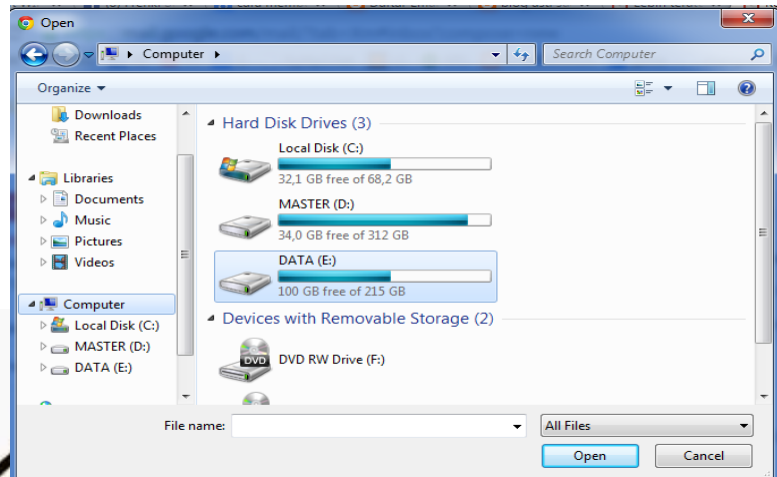 Open
Computer
Search Computer
Organize
Downloads
Recent Places
Libraries
Documents
Music
Pictures
Videos
Computer
Local Disk (C:)
MASTER (D:)
DATA (E:)
Hard Disk Drives (3)
Local Disk (C:)
32,1 GB free of 68,2 GB
MASTER (D:)
34,0 GB free of 312 GB
DATA (E:)
100 GB free of 215 GB
Devices with Removable Storage (2)
DVD
DVD RW Drive (F:)
File name:
All Files
Open
Cancel